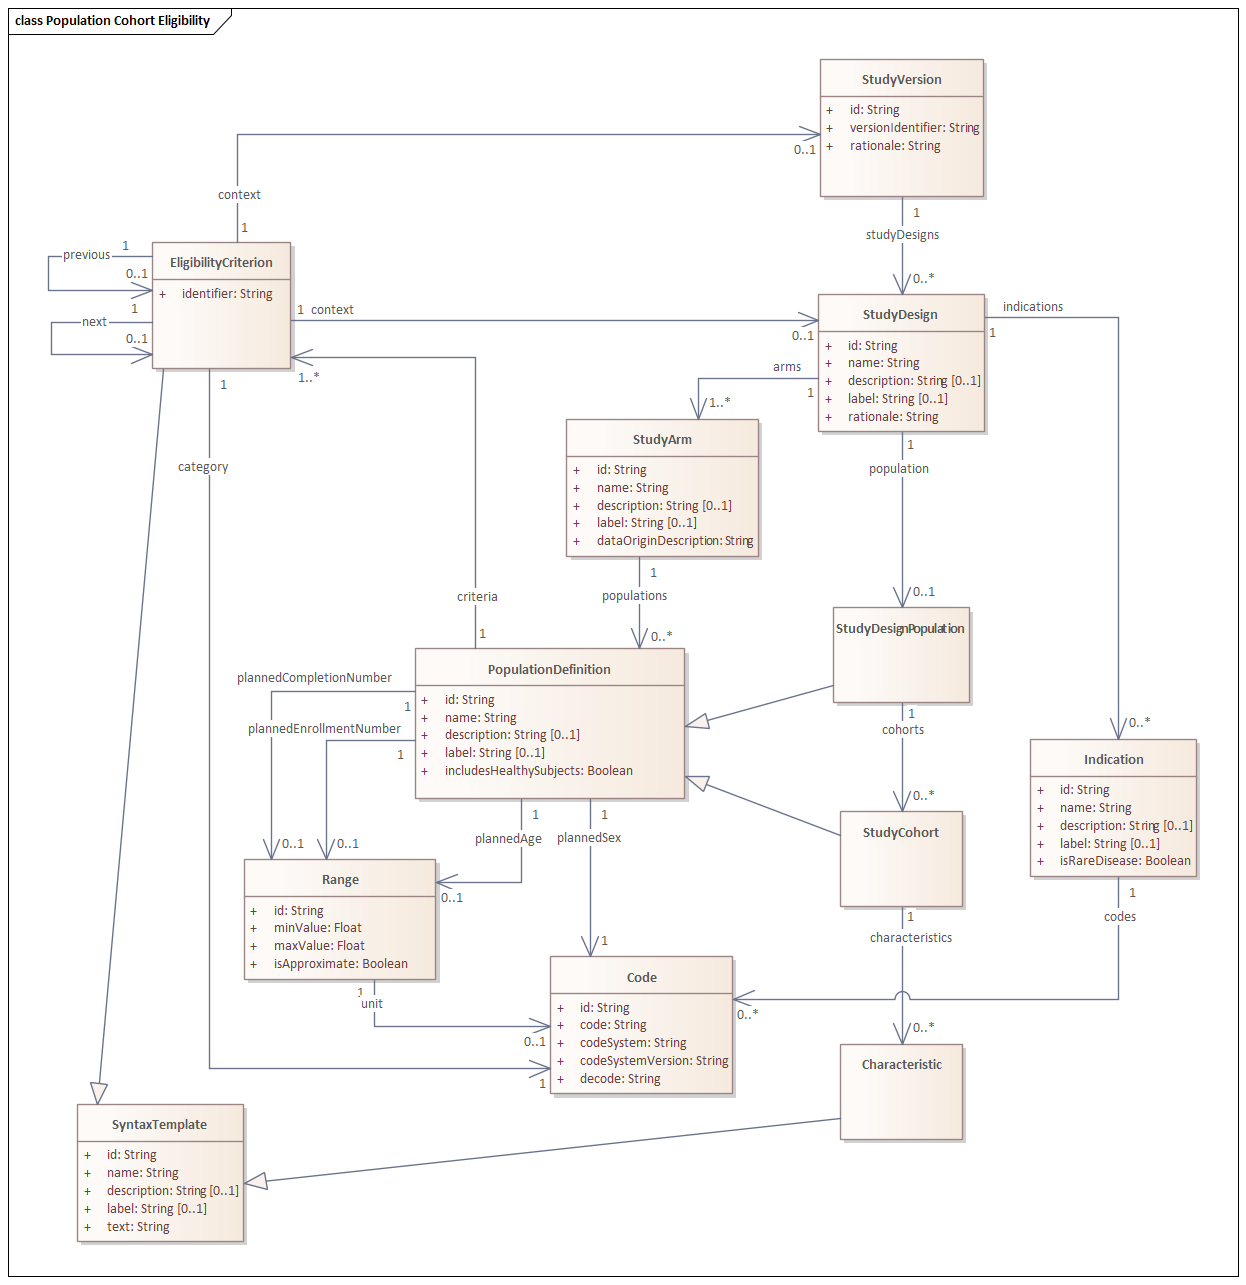 class Population Cohort Eligibility
StudyVersion
+ id: String
+ versionIdentifier: String
+ rationale: String
0..1
context
1
1
studyDesigns
0..*
EligibilityCriterion
+ identifier: String
previous
1
0..1
1
next
0..1
1 context
0..1
1..*
1
category
StudyDesign
+ id: String
+ name: String
+ description: String [0..1]
+ label: String [0..1]
+ rationale: String
indications
1
arms
1
1..*
1
population
0..1
StudyArm
+ id: String
+ name: String
+ description: String [0..1]
+ label: String [0..1]
+ dataOriginDescription: String
1
populations
0..*
criteria
1
StudyDesignPopulation
1
cohorts
0..*
PopulationDefinition
+ id: String
+ name: String
+ description: String [0..1]
+ label: String [0..1]
+ includesHealthySubjects: Boolean
plannedCompletionNumber
1
plannedEnrollmentNumber
1
0..1
0..1
1
plannedAge
0..1
1
plannedSex
1
0..*
Indication
+ id: String
+ name: String
+ description: String [0..1]
+ label: String [0..1]
+ isRareDisease: Boolean
1
codes
0..*
StudyCohort
1
characteristics
0..*
Range
+ id: String
+ minValue: Float
+ maxValue: Float
+ isApproximate: Boolean
1
unit
0..1
1
Code
+ id: String
+ code: String
+ codeSystem: String
+ codeSystemVersion: String
+ decode: String
Characteristic
SyntaxTemplate
+ id: String
+ name: String
+ description: String [0..1]
+ label: String [0..1]
+ text: String